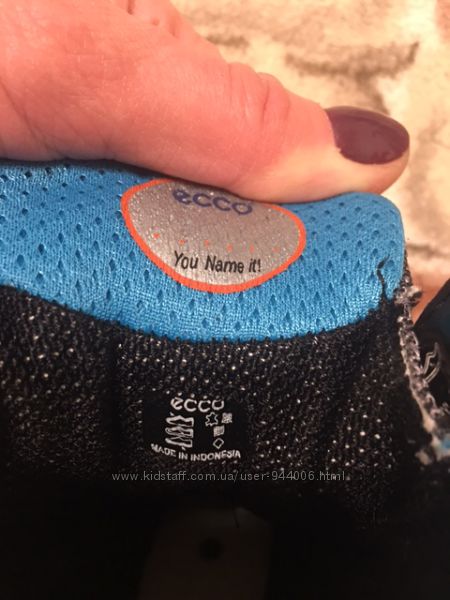 ecco
You Name it!
ecco
MADE IN INDONESIA
www.kidstaff.com.ua/user-944006.html